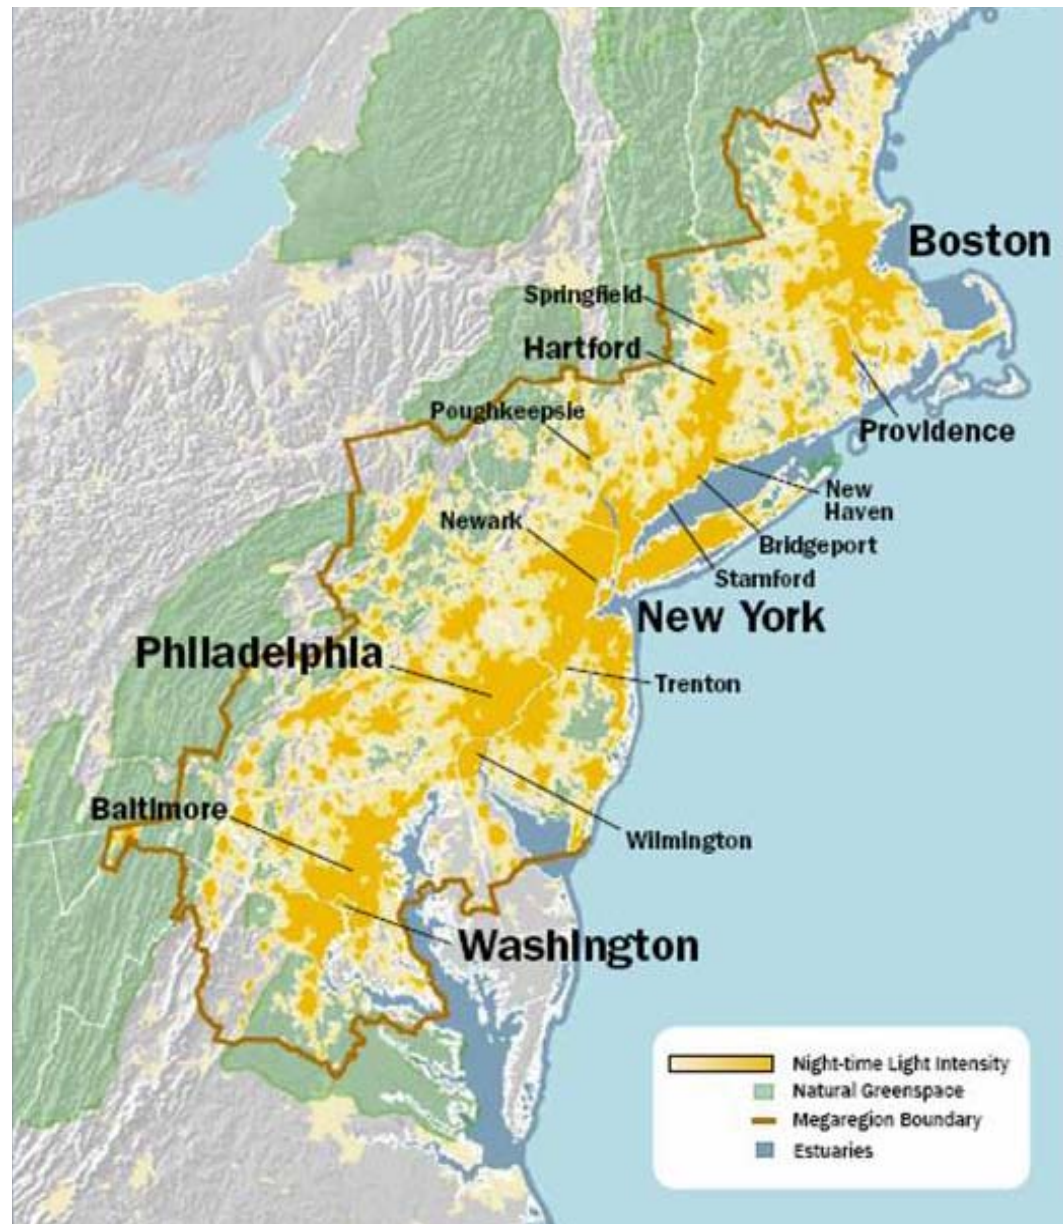 Boston
Springfield
Hartford
Poughkeepsie
Providence
New
Haven
Newark
Bridgeport
Stamford
New York
Philadelphia
Trenton
Baltimore
Wilmington
Washington
Night-time Light Intensity
Natural Greenspace
Megaregion Boundary
Estuaries